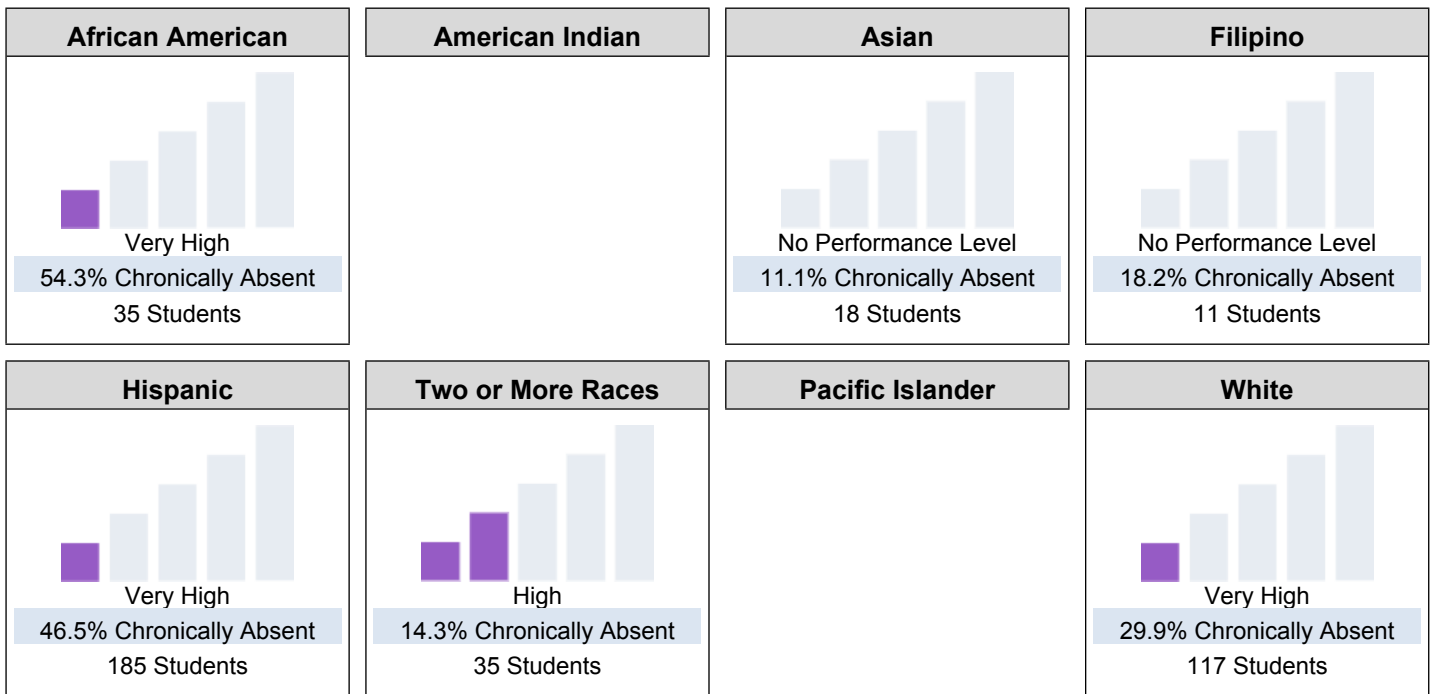 African American
Very High
54.3% Chronically Absent
35 Students
American Indian
Asian
No Performance Level
11.1% Chronically Absent
18 Students
Filipino
No Performance Level
18.2% Chronically Absent
11 Students
Hispanic
Very High
46.5% Chronically Absent
185 Students
Two or More Races
High
14.3% Chronically Absent
35 Students
Pacific Islander
White
Very High
29.9% Chronically Absent
117 Students